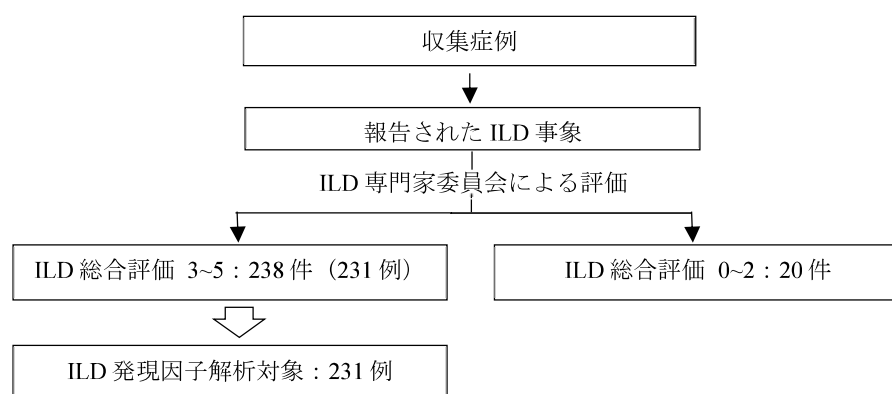 収集症例
報告された ILD 事象
ILD 専門家委員会による評価
ILD 総合評価 3~5：238 件（231 例）
ILD 総合評価 0~2：20 件
ILD 発現因子解析対象：231 例